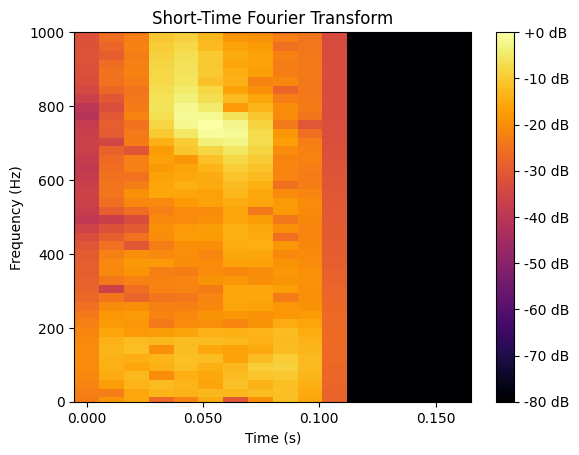 Short-Time Fourier Transform
1000
800
600
400
200
0
Frequency (Hz)
0.000
0.050
0.100
0.150
Time (s)
+0 dB
-10 dB
-20 dB
-30 dB
-40 dB
-50 dB
-60 dB
-70 dB
-80 dB